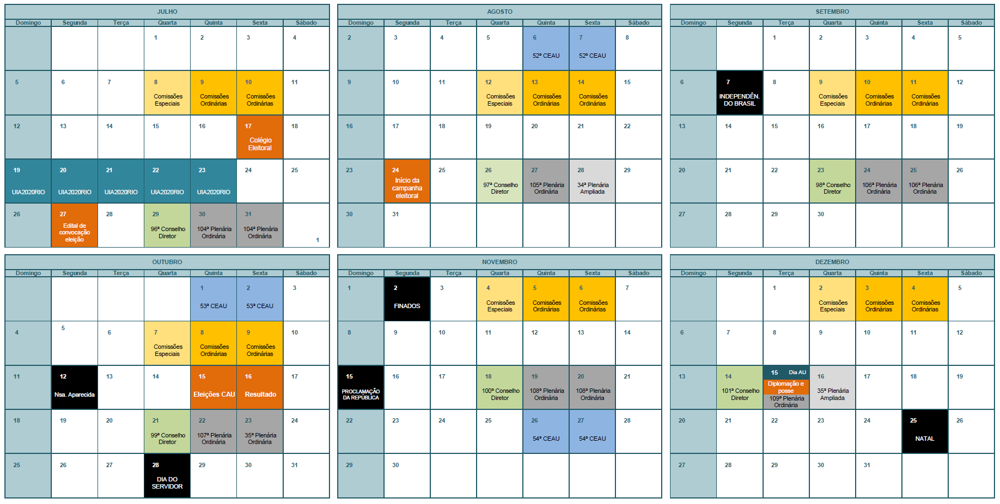 JULHO
Domingo Segunda Terça Quarta Quinta Sexta Sábado
1 2 3 4
5 6 7 8 9 10 11
Comissões Especiais
Comissões Ordinárias
Comissões Ordinárias
12 13 14 15 16 17 18
Colégio Eleitoral
19 20 21 22 23 24 25
UIA2020RIO UIA2020RIO UIA2020RIO UIA2020RIO UIA2020RIO
26 27 28 29 30 31
Edital de convocação eleição
96ª Conselho Diretor
104ª Plenária Ordinária
104ª Plenária Ordinária
1
AGOSTO
Domingo Segunda Terça Quarta Quinta Sexta Sábado
2 3 4 5 6 7 8
52ª CEAU 52ª CEAU
9 10 11 12 13 14 15
Comissões Especiais
Comissões Ordinárias
Comissões Ordinárias
16 17 18 19 20 21 22
23 24 25 26 27 28 29
Início da campanha eleitoral
97ª Conselho Diretor
105ª Plenária Ordinária
34ª Plenária Ampliada
30 31
SETEMBRO
Domingo Segunda Terça Quarta Quinta Sexta Sábado
1 2 3 4 5
6 7 8 9 10 11 12
INDEPENDÊN. DO BRASIL
Comissões Especiais
Comissões Ordinárias
Comissões Ordinárias
13 14 15 16 17 18 19
20 21 22 23 24 25 26
98ª Conselho Diretor
106ª Plenária Ordinária
106ª Plenária Ordinária
27 28 29 30
OUTUBRO
Domingo Segunda Terça Quarta Quinta Sexta Sábado
1 2 3
53ª CEAU 53ª CEAU
4 5 6 7 8 9 10
Comissões Especiais
Comissões Ordinárias
Comissões Ordinárias
11 12 13 14 15 16 17
Nsa. Aparecida
Eleições CAU
Resultado
18 19 20 21 22 23 24
99ª Conselho Diretor
107ª Plenária Ordinária
35ª Plenária Ordinária
25 26 27 28 29 30 31
DIA DO SERVIDOR
NOVEMBRO
Domingo Segunda Terça Quarta Quinta Sexta Sábado
1 2 3 4 5 6 7
FINADOS
Comissões Especiais
Comissões Ordinárias
Comissões Ordinárias
8 9 10 11 12 13 14
15 16 17 18 19 20 21
PROCLAMAÇÃO DA REPÚBLICA
100ª Conselho Diretor
108ª Plenária Ordinária
108ª Plenária Ordinária
22 23 24 25 26 27 28
54ª CEAU 54ª CEAU
29 30
DEZEMBRO
Domingo Segunda Terça Quarta Quinta Sexta Sábado
1 2 3 4 5
Comissões Especiais
Comissões Ordinárias
Comissões Ordinárias
6 7 8 9 10 11 12
13 14 15 Dia AU 16 17 18 19
101ª Conselho Diretor
Diplomação e posse
109ª Plenária Ordinária
35ª Plenária Ampliada
20 21 22 23 24 25 26
NATAL
27 28 29 30 31